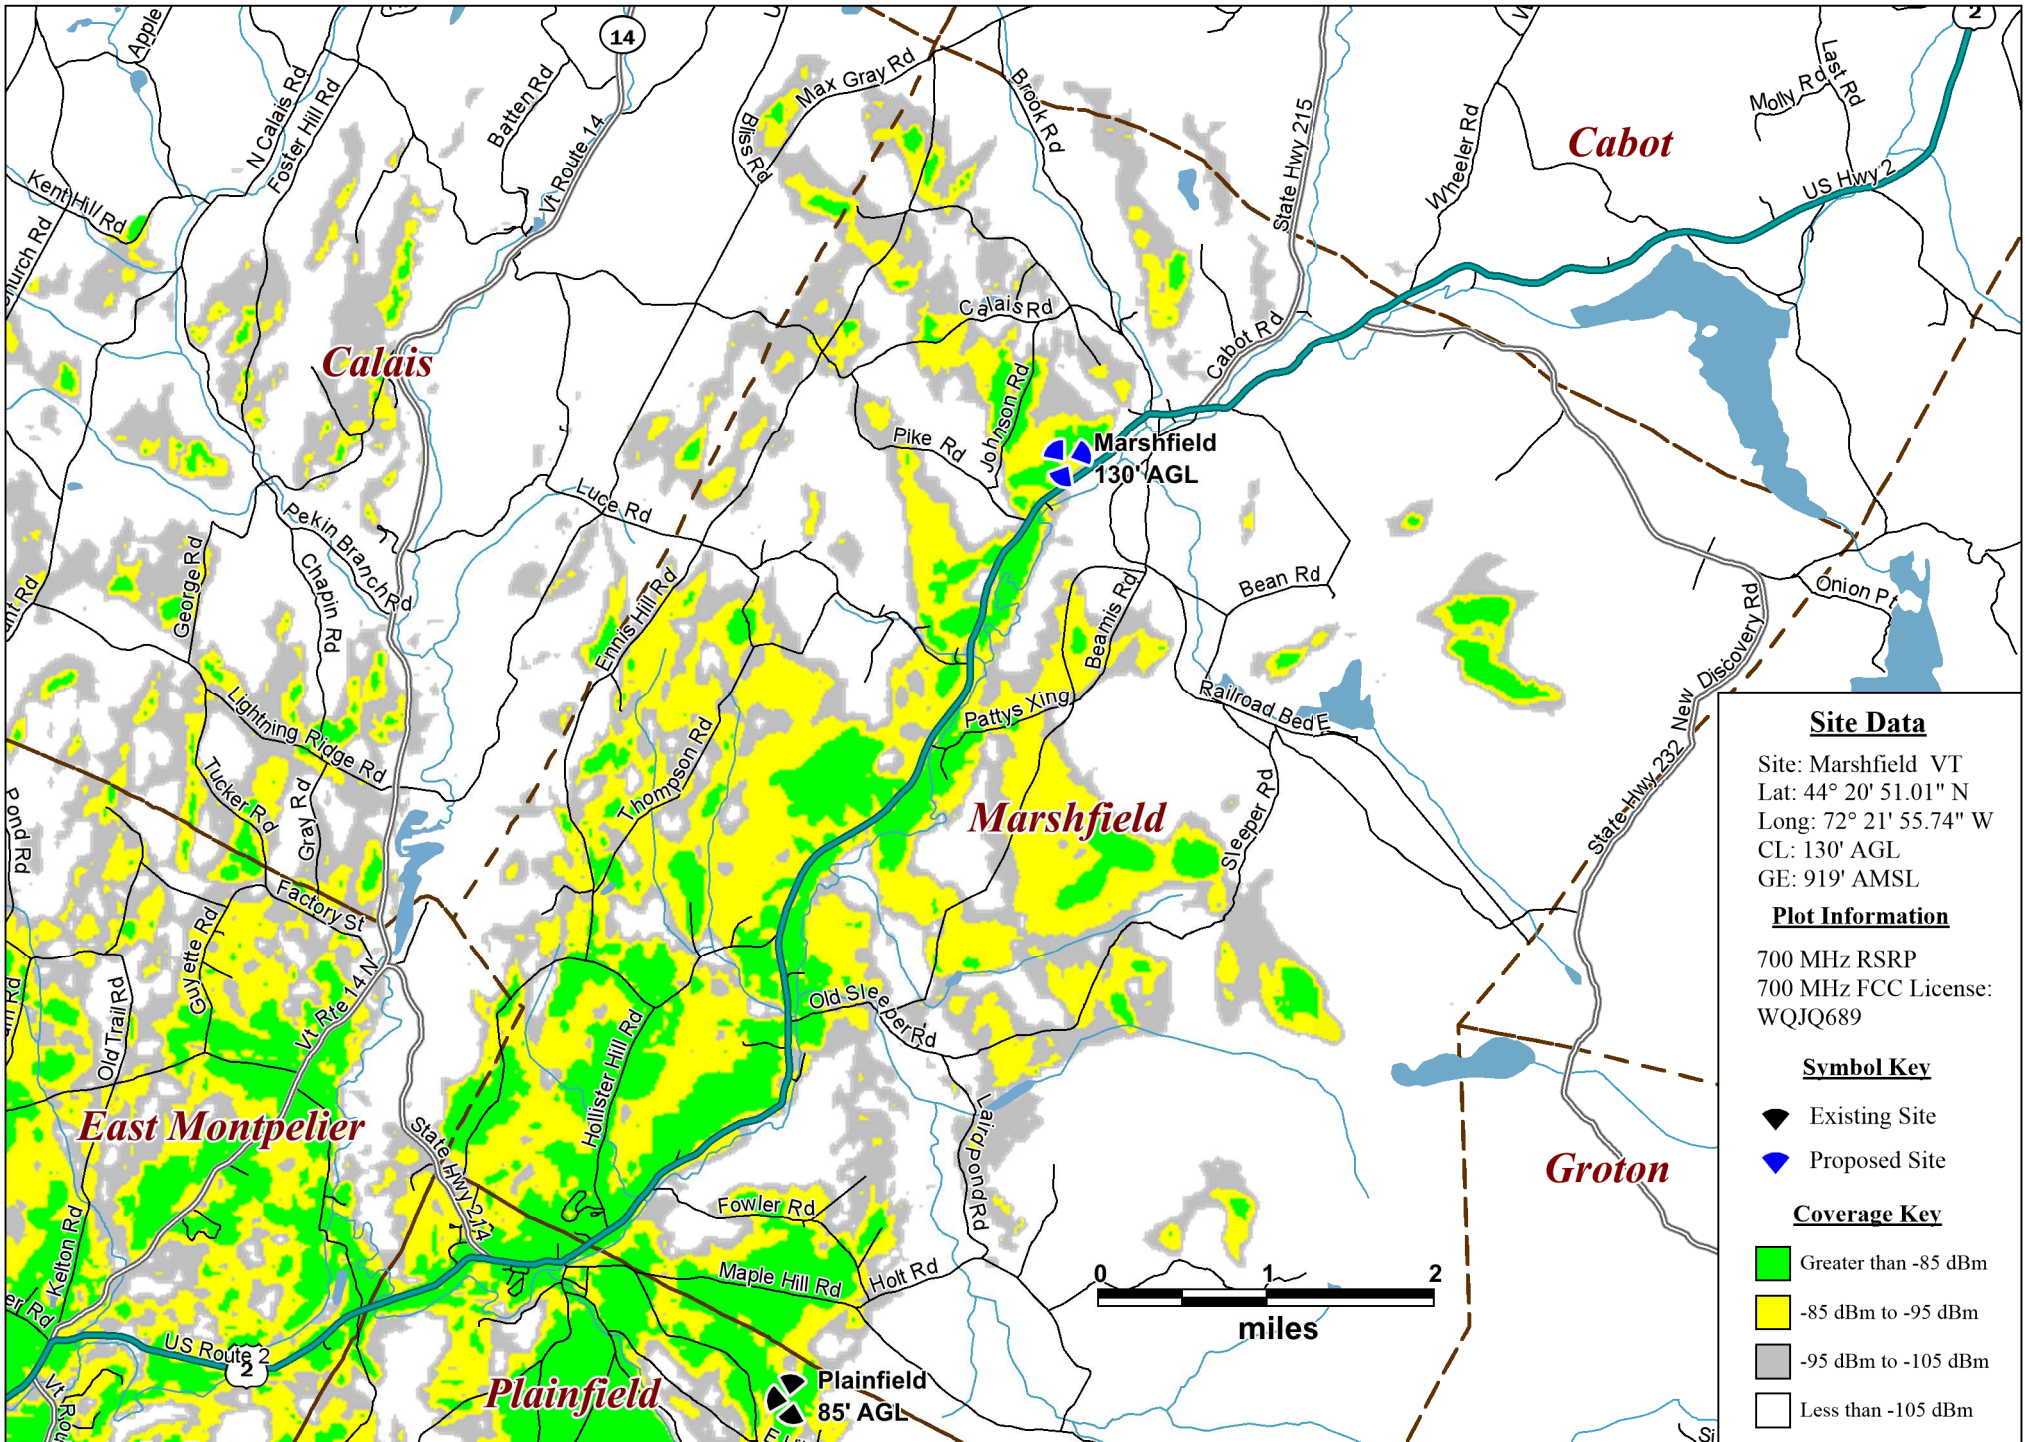 14
2
Apple
N Calais Rd
Foster Hill Rd
Batten Rd
Vt Route 14
Bliss Rd
Max Gray Rd
Brook Rd
State Hwy 215
Wheeler Rd
Cabot
Molly Rd
Last Rd
US Hwy 2
Kent Hill Rd
Calais
Calais Rd
Cabot Rd
Johnson Rd
Pike Rd
Marshfield
130' AGL
Luce Rd
Pekin Branch Rd
George Rd
Chapin Rd
Ennis Hill Rd
Beamis Rd
Bean Rd
Onion Pt
State Hwy 232 New Discovery Rd
Lightning Ridge Rd
Pattys Xing
Railroad Bed E
Thompson Rd
Tucker Rd
Gray Rd
Pond Rd
Marshfield
Sleeper Rd
Factory St
Guyette Rd
Vt Rte 14 N
Old Trail Rd
Old Sleeper Rd
Hollister Hill Rd
Laird Pond Rd
East Montpelier
State Hwy 214
Groton
Kelton Rd
Fowler Rd
Maple Hill Rd
Holt Rd
US Route 2
2
Plainfield
Plainfield
85' AGL
0 1 2
miles
Site Data
Site: Marshfield VT
Lat: 44° 20' 51.01" N
Long: 72° 21' 55.74" W
CL: 130' AGL
GE: 919' AMSL
Plot Information
700 MHz RSRP
700 MHz FCC License:
WQJQ689
Symbol Key
Existing Site
Proposed Site
Coverage Key
Greater than -85 dBm
-85 dBm to -95 dBm
-95 dBm to -105 dBm
Less than -105 dBm